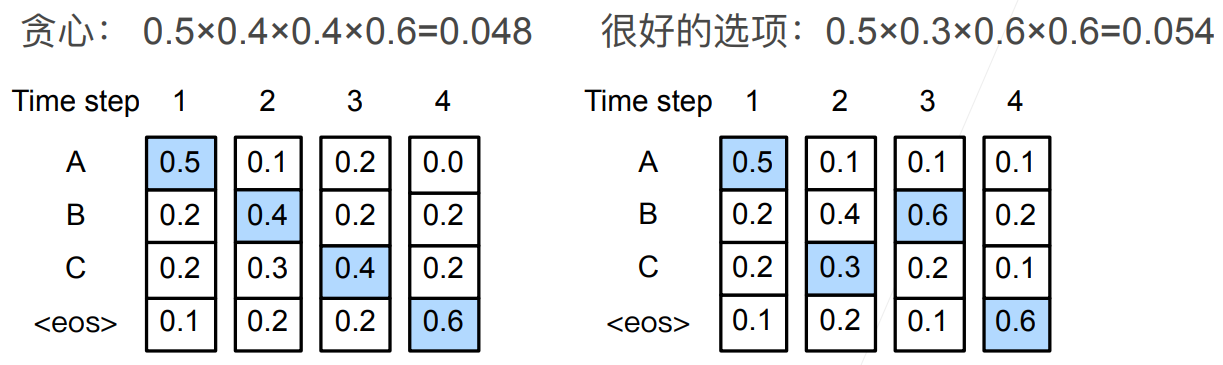 贪心： 0.5×0.4×0.4×0.6=0.048
Time step 1 2 3 4
A 0.5 0.1 0.2 0.0
B 0.2 0.4 0.2 0.2
C 0.2 0.3 0.4 0.2
<eos> 0.1 0.2 0.2 0.6
很好的选项：0.5×0.3×0.6×0.6=0.054
Time step 1 2 3 4
A 0.5 0.1 0.1 0.1
B 0.2 0.4 0.6 0.2
C 0.2 0.3 0.2 0.1
<eos> 0.1 0.2 0.1 0.6